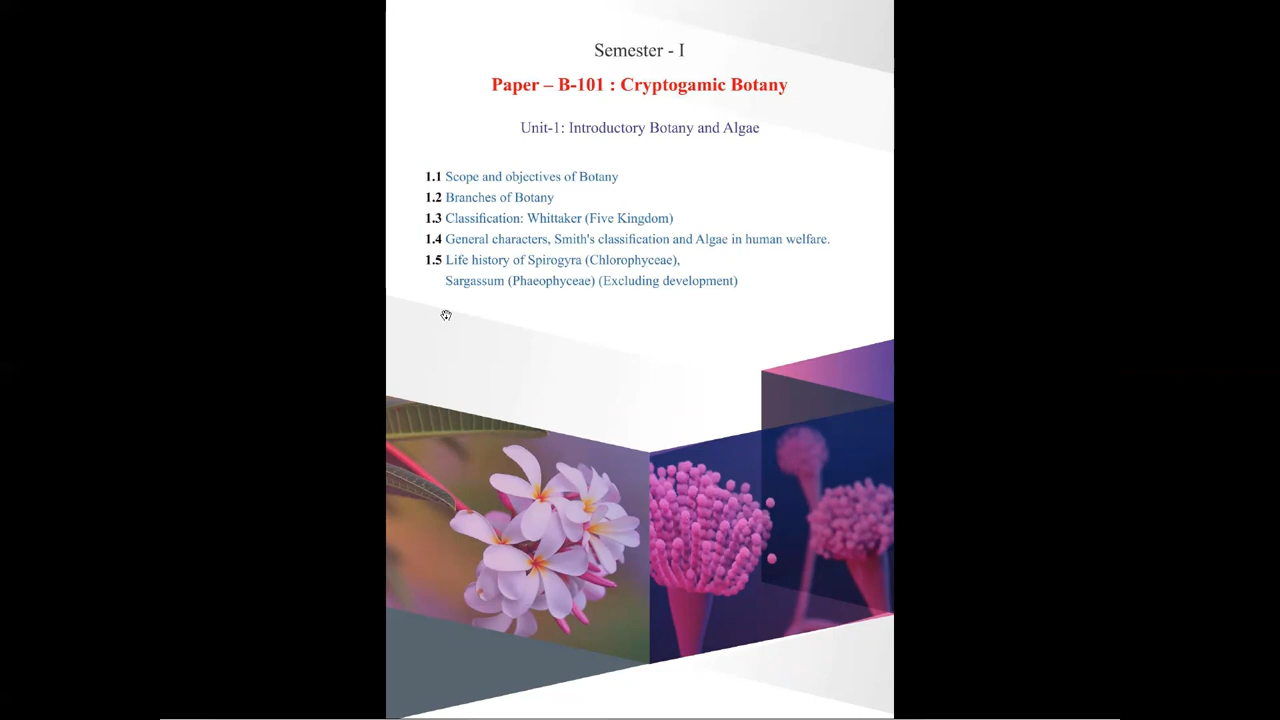 Semester - I
Paper – B-101 : Cryptogamic Botany
Unit-1: Introductory Botany and Algae
1.1 Scope and objectives of Botany
1.2 Branches of Botany
1.3 Classification: Whittaker (Five Kingdom)
1.4 General characters, Smith's classification and Algae in human welfare.
1.5 Life history of Spirogyra (Chlorophyceae),
Sargassum (Phaeophyceae) (Excluding development)